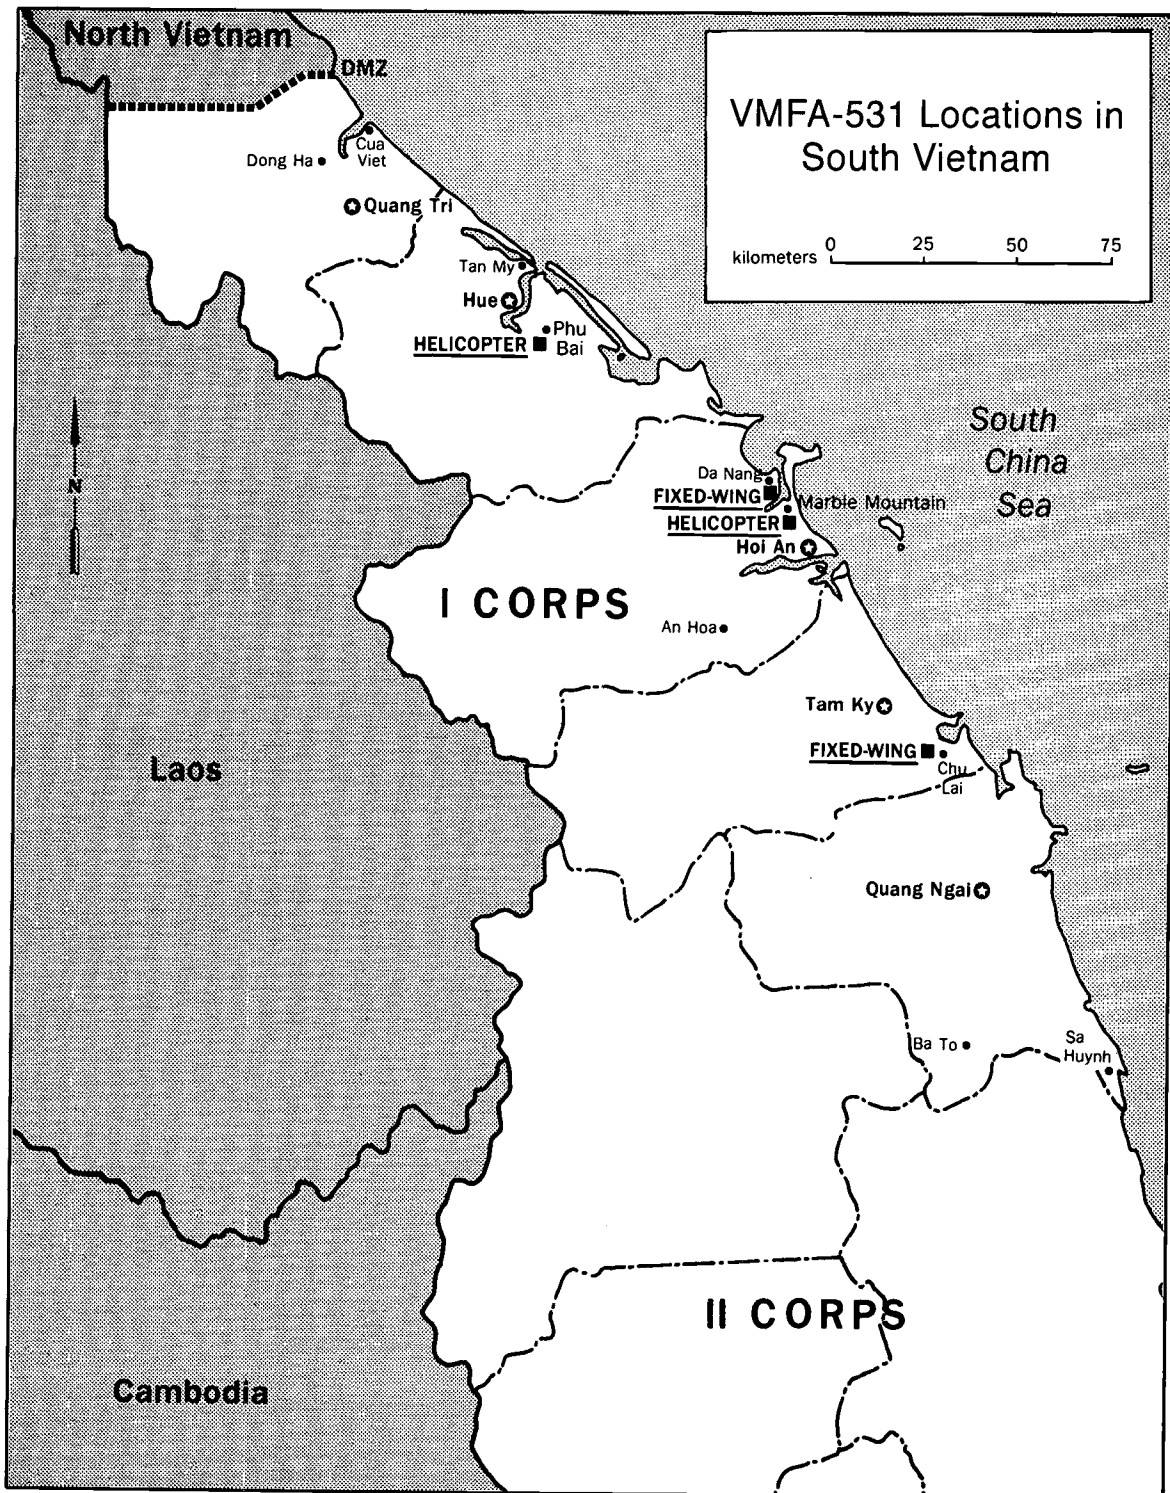 North Vietnam
DMZ
VMFA-531 Locations in
South Vietnam
kilometers 0 25 50 75
Cua
Viet
Dong Ha
Quang Tri
Tan My
Hue
Phu
Bai
HELICOPTER
South
China
Sea
N
Da Nang
FIXED-WING
Marble Mountain
HELICOPTER
Hoi An
I CORPS
An Hoa
Tam Ky
FIXED-WING
Chu
Lai
Laos
Quang Ngai
Ba To
Sa
Huynh
II CORPS
Cambodia